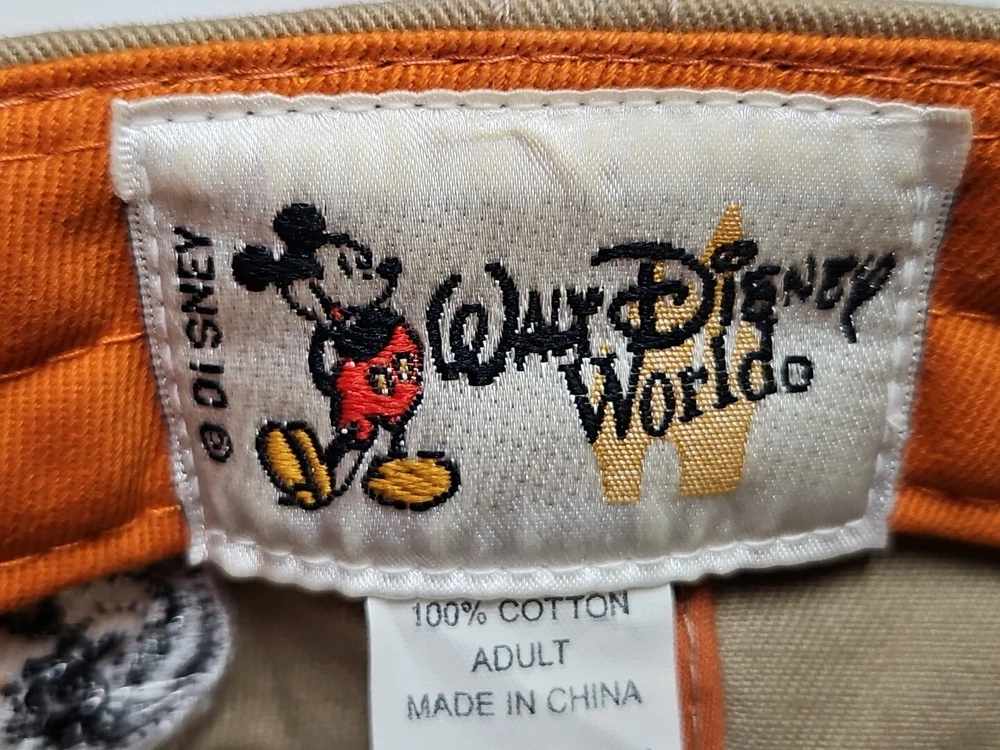 © DiSNEY
WALT DiSNEY
World®
100% COTTON
ADULT
MADE IN CHINA